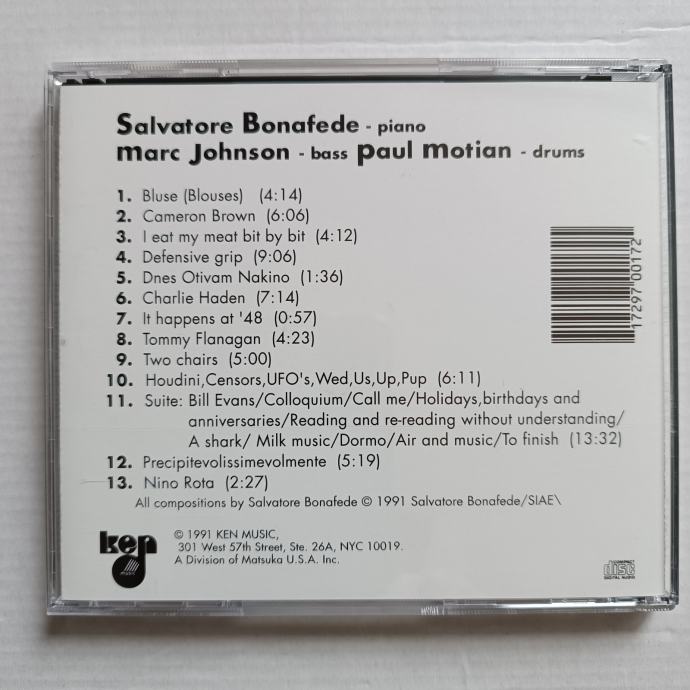 Salvatore Bonafede - piano
marc Johnson - bass paul motian - drums
1. Bluse (Blouses) (4:14)
2. Cameron Brown (6:06)
3. I eat my meat bit by bit (4:12)
4. Defensive grip (9:06)
5. Dnes Otivam Nakino (1:36)
6. Charlie Haden (7:14)
7. It happens at '48 (0:57)
8. Tommy Flanagan (4:23)
9. Two chairs (5:00)
10. Houdini,Censors,UFO's,Wed,Us,Up,Pup (6:11)
11. Suite: Bill Evans/Colloquium/Call me/Holidays,birthdays and
anniversaries/Reading and re-reading without understanding/
A shark/ Milk music/Dormo/Air and music/To finish (13:32)
12. Precipitevolissimevolmente (5:19)
13. Nino Rota (2:27)
All compositions by Salvatore Bonafede © 1991 Salvatore Bonafede/SIAE\
17297 00172
ken
music
© 1991 KEN MUSIC,
301 West 57th Street, Ste. 26A, NYC 10019.
A Division of Matsuka U.S.A. Inc.
COMPACT
disc
DIGITAL AUDIO